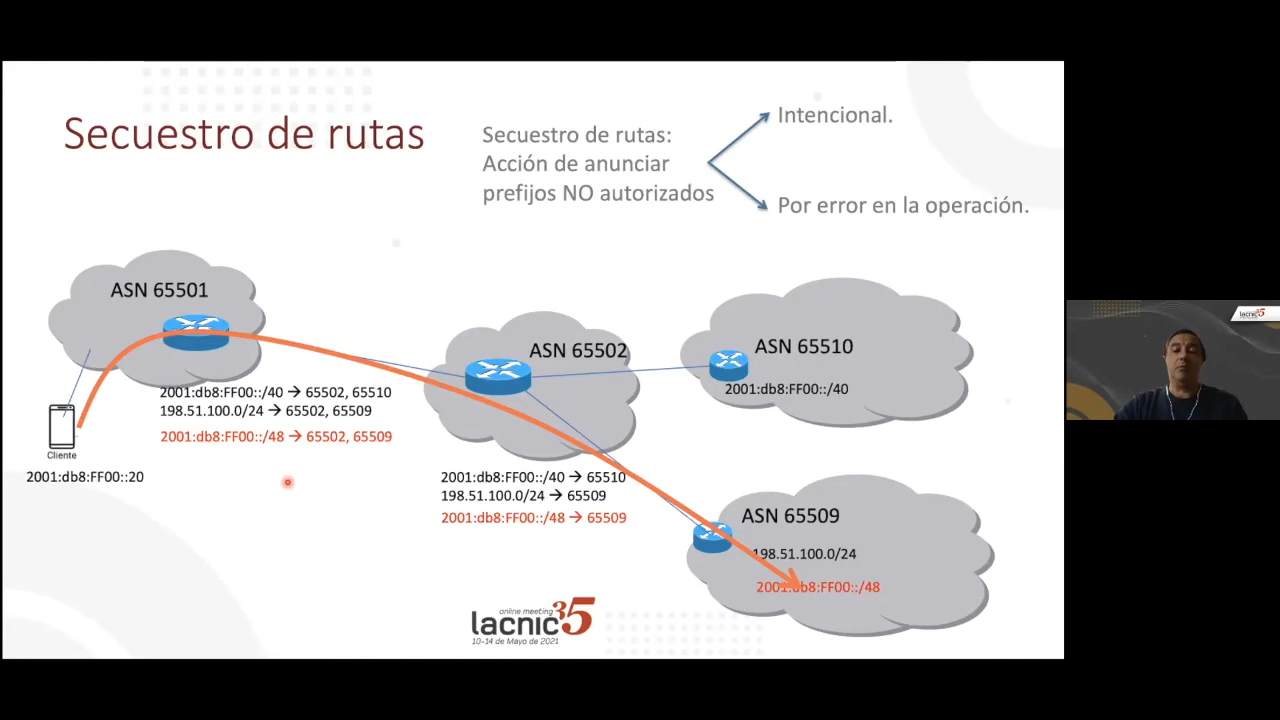 Secuestro de rutas
Secuestro de rutas:
Acción de anunciar
prefijos NO autorizados
Intencional.
Por error en la operación.
ASN 65501
2001:db8:FF00::/40 → 65502, 65510
198.51.100.0/24 → 65502, 65509
2001:db8:FF00::/48 → 65502, 65509
Cliente
2001:db8:FF00::20
ASN 65502
2001:db8:FF00::/40 → 65510
198.51.100.0/24 → 65509
2001:db8:FF00::/48 → 65509
ASN 65510
2001:db8:FF00::/40
ASN 65509
198.51.100.0/24
2001:db8:FF00::/48
online meeting
lacnic35
10-14 de Mayo de 2021
lacnic35